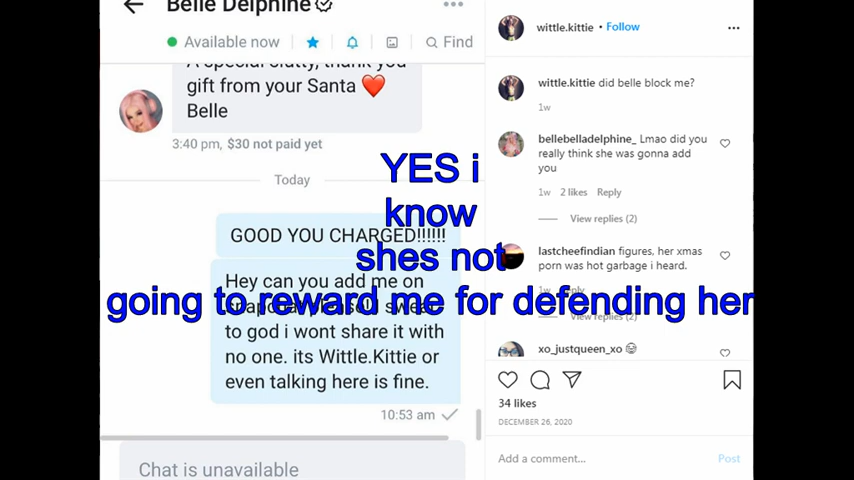 Belle Delphine
Available now
Find
A special slutty, thank you
gift from your Santa ❤️
Belle
3:40 pm, $30 not paid yet
Today
GOOD YOU CHARGED!!!!!!
Hey can you add me on
swear
to god i wont share it with
no one. its Wittle.Kittie or
even talking here is fine.
10:53 am
Chat is unavailable
YES i
know
shes not
going to reward me for defending her
wittle.kittie • Follow
wittle.kittie did belle block me?
1w
bellebelladelphine_ Lmao did you
really think she was gonna add
you
1w 2 likes Reply
View replies (2)
lastcheefindian figures, her xmas
porn was hot garbage i heard.
View replies (2)
xo_justqueen_xo
34 likes
DECEMBER 26, 2020
Add a comment...
Post